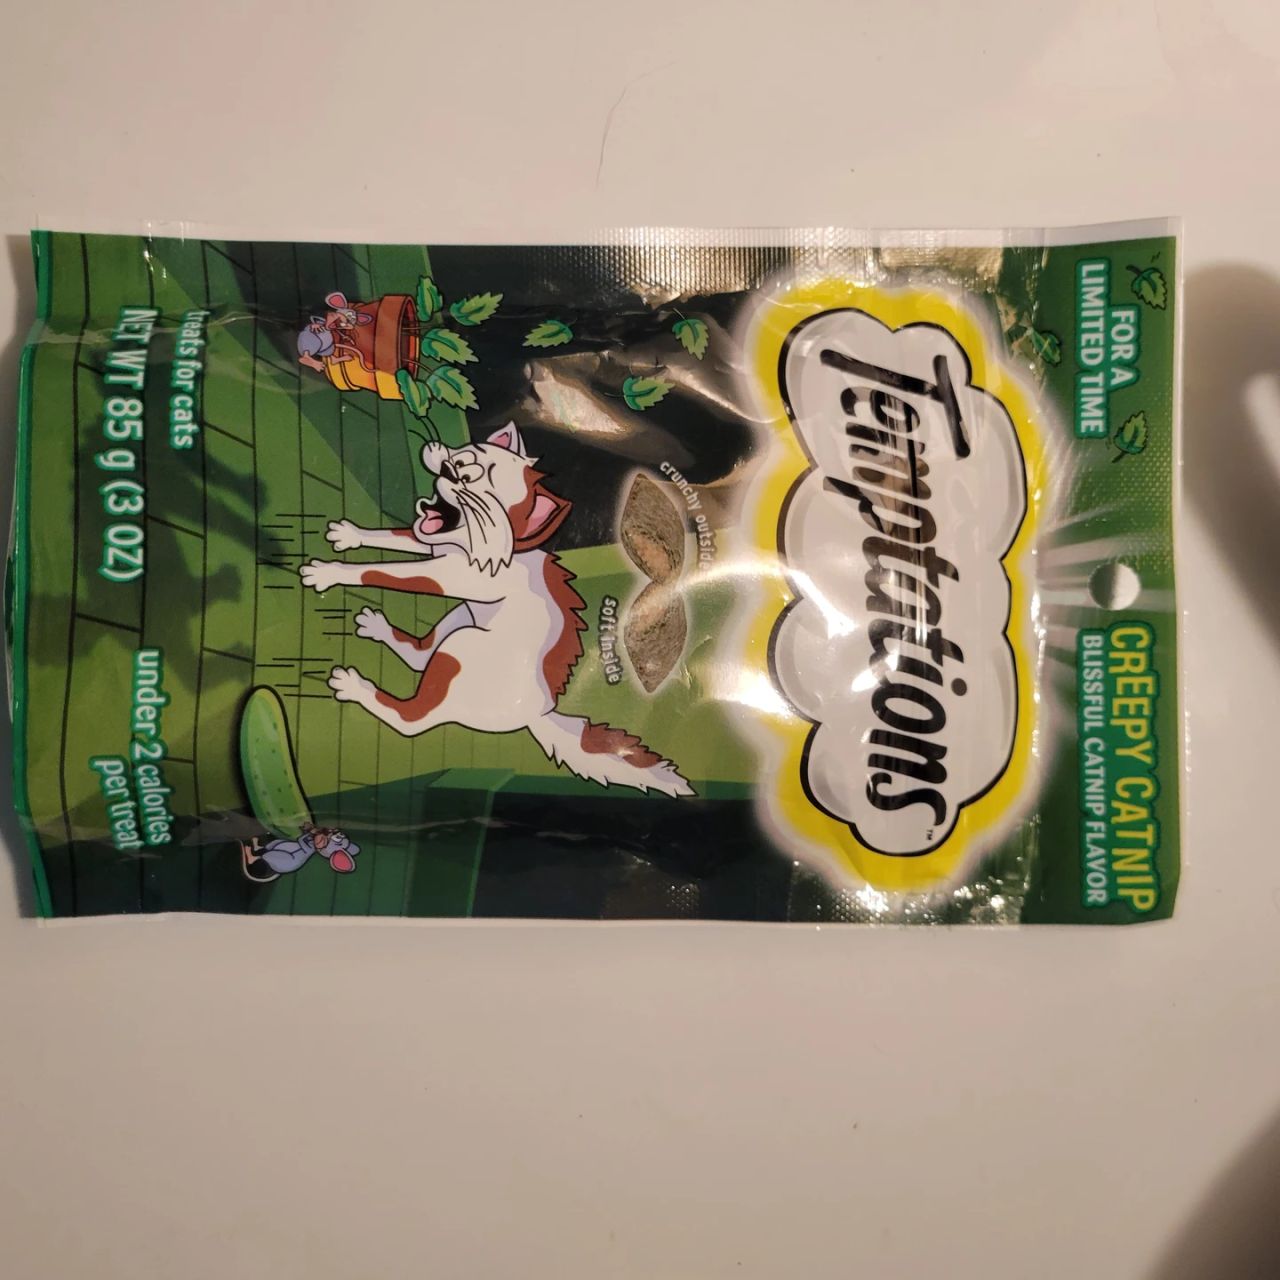 FOR A
LIMITED TIME
CREEPY CATNIP
BLISSFUL CATNIP FLAVOR
Temptations™
crunchy outside
soft inside
treats for cats
NET WT 85 g (3 OZ)
under 2 calories
per treat